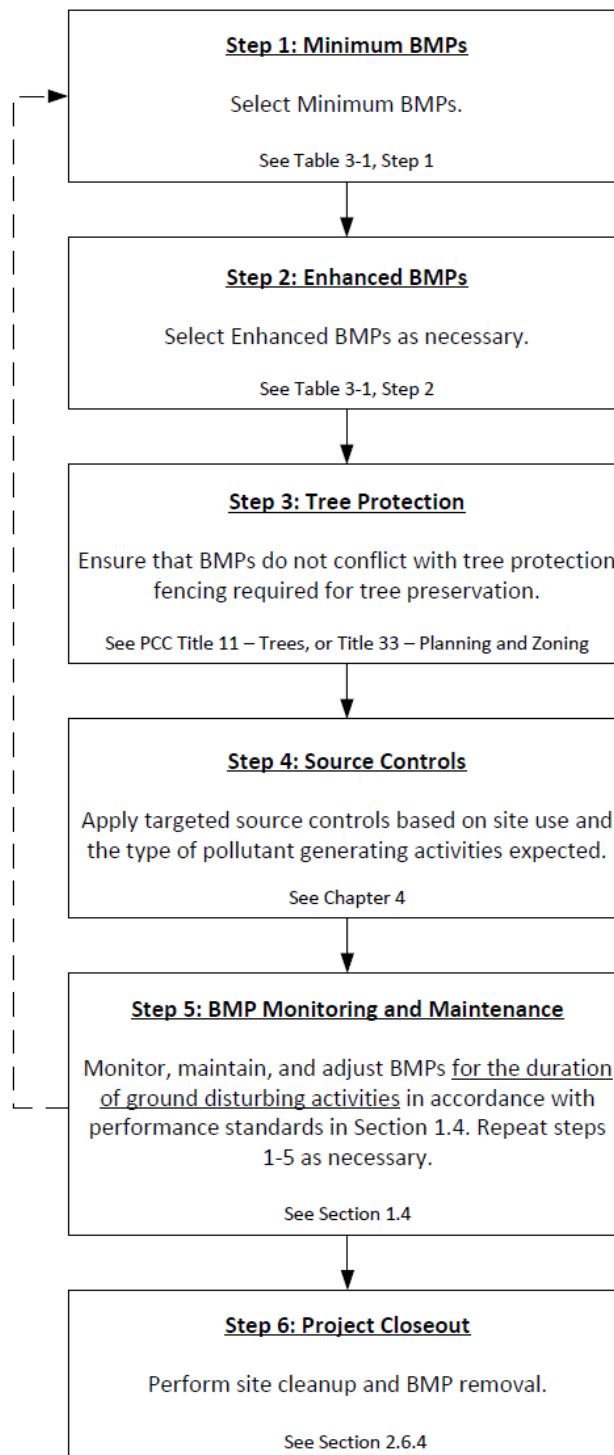 Step 1: Minimum BMPs
Select Minimum BMPs.
See Table 3-1, Step 1
Step 2: Enhanced BMPs
Select Enhanced BMPs as necessary.
See Table 3-1, Step 2
Step 3: Tree Protection
Ensure that BMPs do not conflict with tree protection
fencing required for tree preservation.
See PCC Title 11 – Trees, or Title 33 – Planning and Zoning
Step 4: Source Controls
Apply targeted source controls based on site use and
the type of pollutant generating activities expected.
See Chapter 4
Step 5: BMP Monitoring and Maintenance
Monitor, maintain, and adjust BMPs for the duration
of ground disturbing activities in accordance with
performance standards in Section 1.4. Repeat steps
1-5 as necessary.
See Section 1.4
Step 6: Project Closeout
Perform site cleanup and BMP removal.
See Section 2.6.4